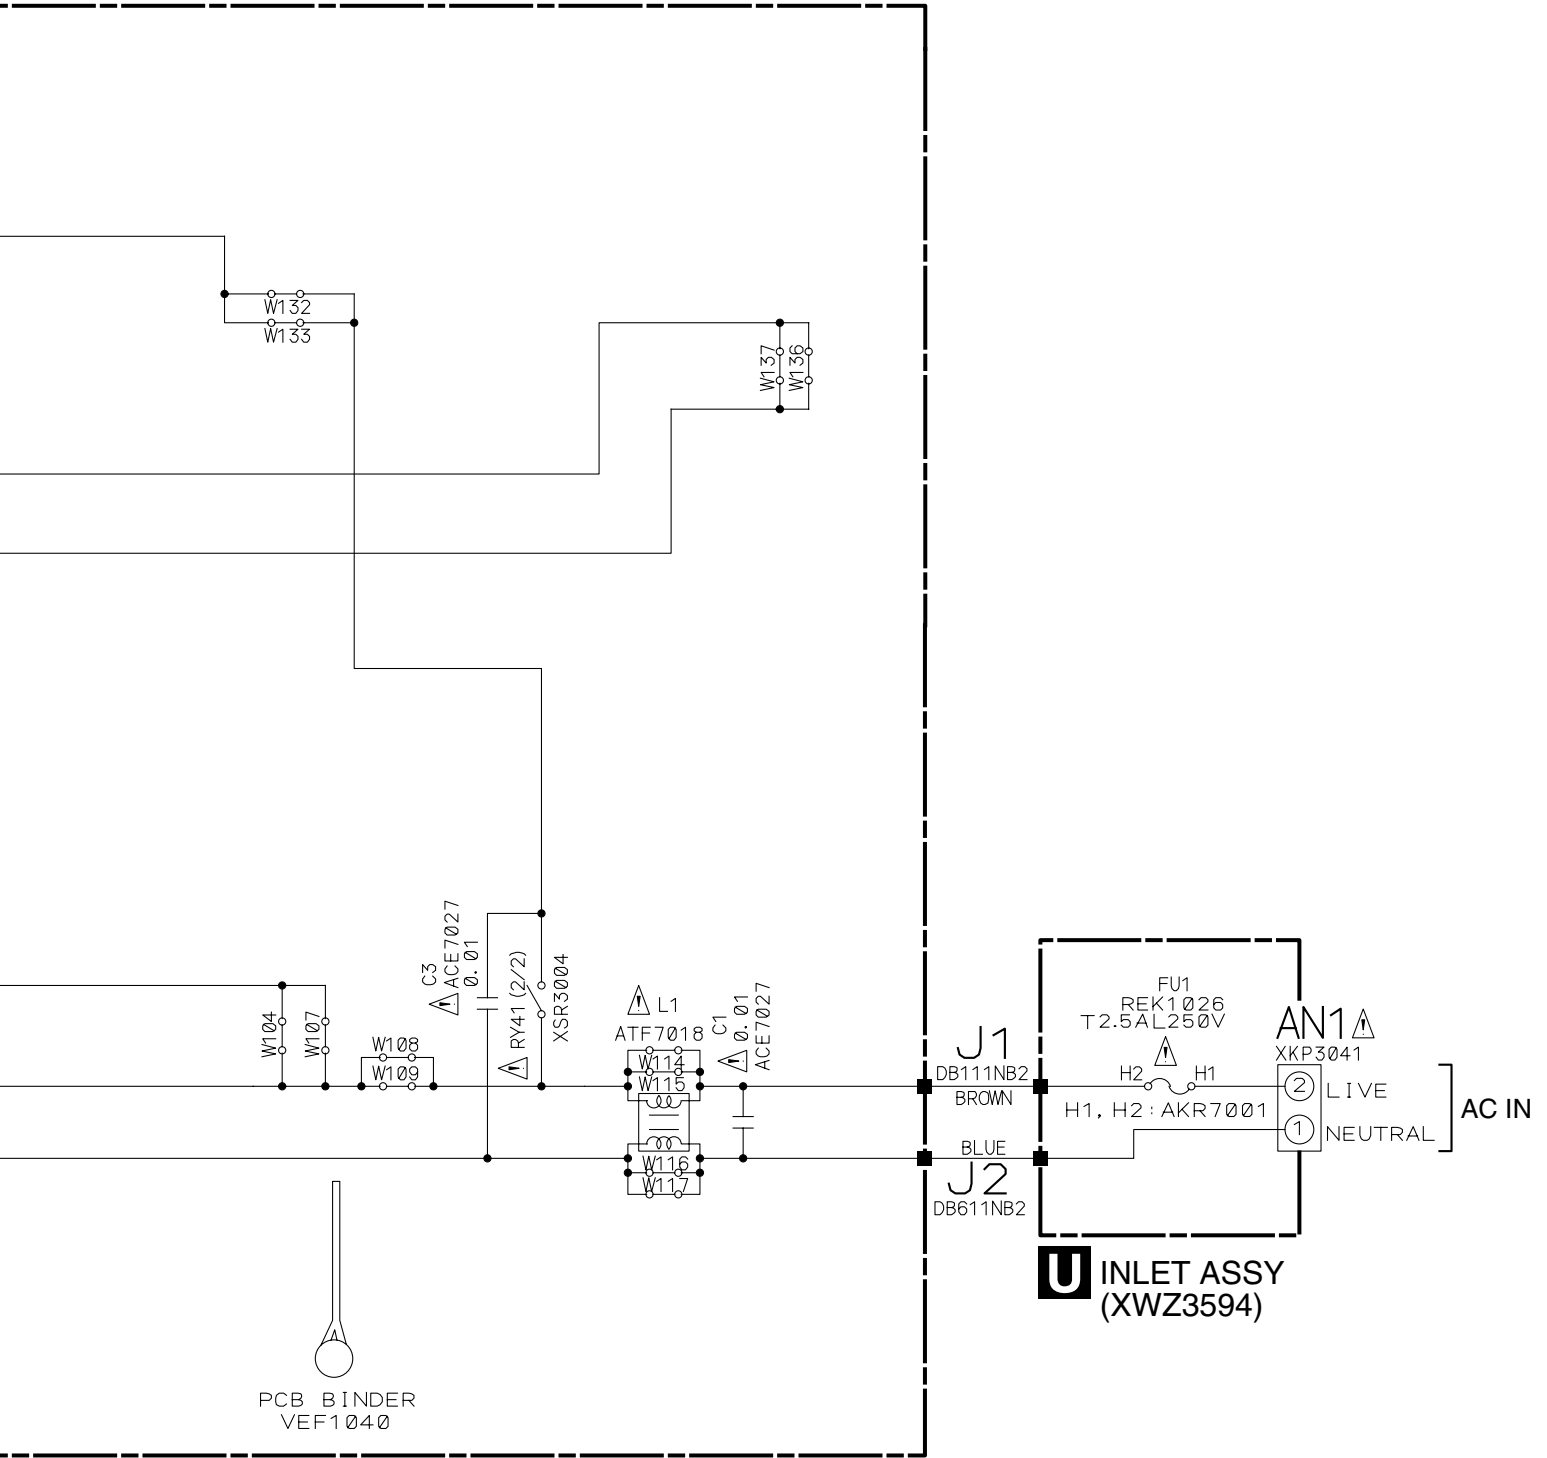 W132
W133
W137
W136
C3
ACE7027
0.01
RY41 (2/2)
XSR3004
W104
W107
W108
W109
L1
ATF7018
W114
W115
W116
W117
C1
0.01
ACE7027
J1
DB111NB2
BROWN
BLUE
J2
DB611NB2
FU1
REK1026
T2.5AL250V
H2
H1
H1, H2 : AKR7001
AN1
XKP3041
2
LIVE
1
NEUTRAL
AC IN
U INLET ASSY
(XWZ3594)
PCB BINDER
VEF1040